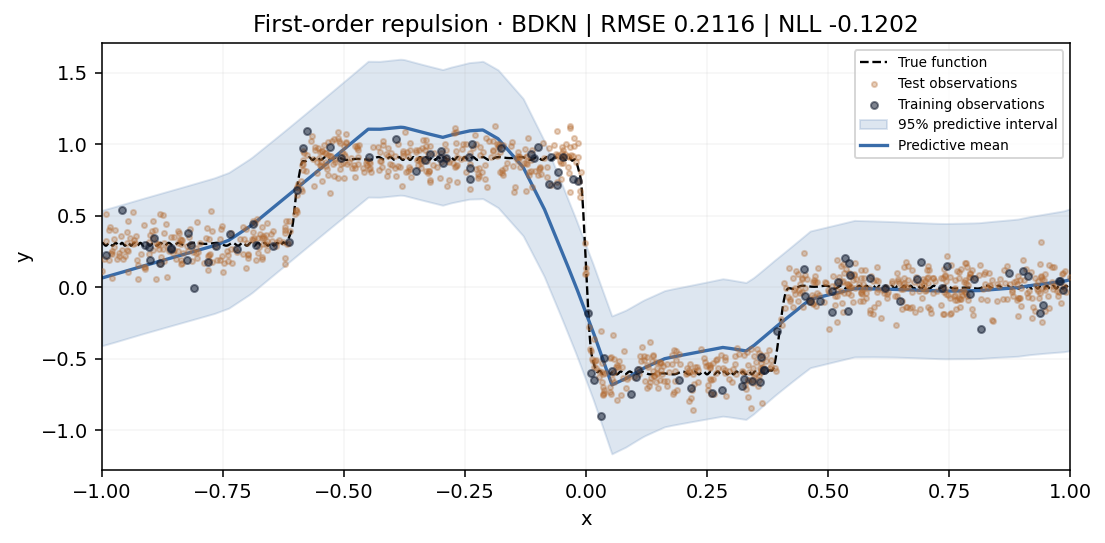 First-order repulsion · BDKN | RMSE 0.2116 | NLL -0.1202
True function
Test observations
Training observations
95% predictive interval
Predictive mean
1.5
1.0
0.5
0.0
−0.5
−1.0
y
−1.00
−0.75
−0.50
−0.25
0.00
0.25
0.50
0.75
1.00
x